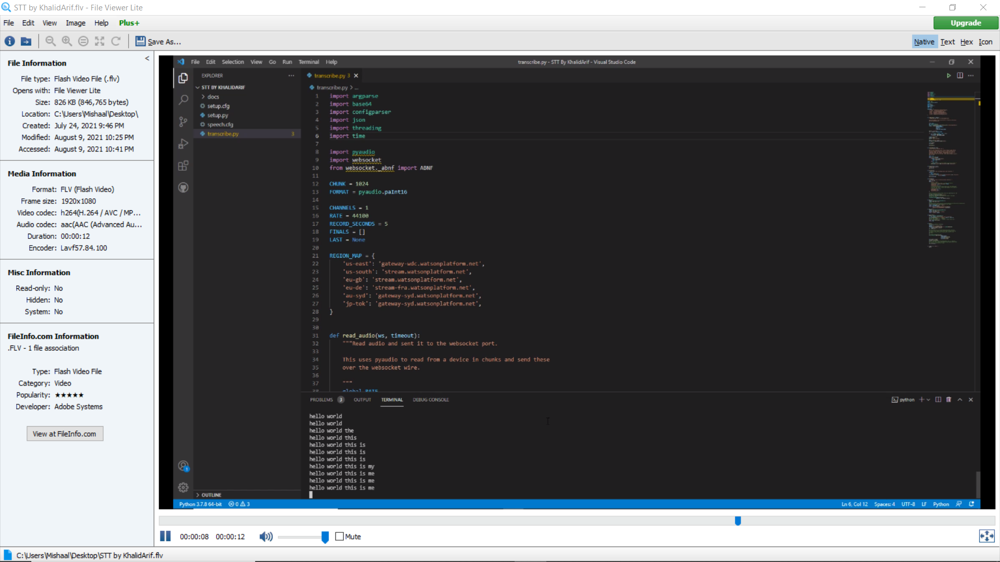 STT by KhalidArif.flv - File Viewer Lite
File Edit View Image Help Plus+
Upgrade
Save As...
Native Text Hex Icon
<
File Information
File type: Flash Video File (.flv)
Opens with: File Viewer Lite
Size: 826 KB (846,765 bytes)
Location: C:\Users\Mishaal\Desktop\
Created: July 24, 2021 9:46 PM
Modified: August 9, 2021 10:25 PM
Accessed: August 9, 2021 10:41 PM
Media Information
Format: FLV (Flash Video)
Frame size: 1920x1080
Video codec: h264(H.264 / AVC / MP...
Audio codec: aac(AAC (Advanced Au...
Duration: 00:00:12
Encoder: Lavf57.84.100
Misc Information
Read-only: No
Hidden: No
System: No
FileInfo.com Information
.FLV - 1 file association
Type: Flash Video File
Category: Video
Popularity: ★★★★★
Developer: Adobe Systems
View at FileInfo.com
File Edit Selection View Go Run Terminal Help
transcribe.py - STT By KhalidArif - Visual Studio Code
EXPLORER ...
STT BY KHALIDARIF
docs
setup.cfg
setup.py
speech.cfg
transcribe.py 3
OUTLINE
transcribe.py 3
transcribe.py > ...
1 import argparse
2 import base64
3 import configparser
4 import json
5 import threading
6 import time
7
8 import pyaudio
9 import websocket
10 from websocket._abnf import ABNF
11
12 CHUNK = 1024
13 FORMAT = pyaudio.paInt16
14
15 CHANNELS = 1
16 RATE = 44100
17 RECORD_SECONDS = 5
18 FINALS = []
19 LAST = None
20
21 REGION_MAP = {
22 'us-east': 'gateway-wdc.watsonplatform.net',
23 'us-south': 'stream.watsonplatform.net',
24 'eu-gb': 'stream.watsonplatform.net',
25 'eu-de': 'stream-fra.watsonplatform.net',
26 'au-syd': 'gateway-syd.watsonplatform.net',
27 'jp-tok': 'gateway-syd.watsonplatform.net',
28 }
29
30
31 def read_audio(ws, timeout):
32 """Read audio and sent it to the websocket port.
33
34 This uses pyaudio to read from a device in chunks and send these
35 over the websocket wire.
36
37 """
38 global RATE
PROBLEMS 3 OUTPUT TERMINAL DEBUG CONSOLE
python
hello world
hello world
hello world the
hello world this
hello world this is
hello world this is
hello world this is
hello world this is my
hello world this is me
hello world this is me
hello world this is me
1
Python 3.7.8 64-bit 0 3
Ln 6, Col 12 Spaces: 4 UTF-8 LF Python
00:00:08 00:00:12
Mute
C:\Users\Mishaal\Desktop\STT by KhalidArif.flv